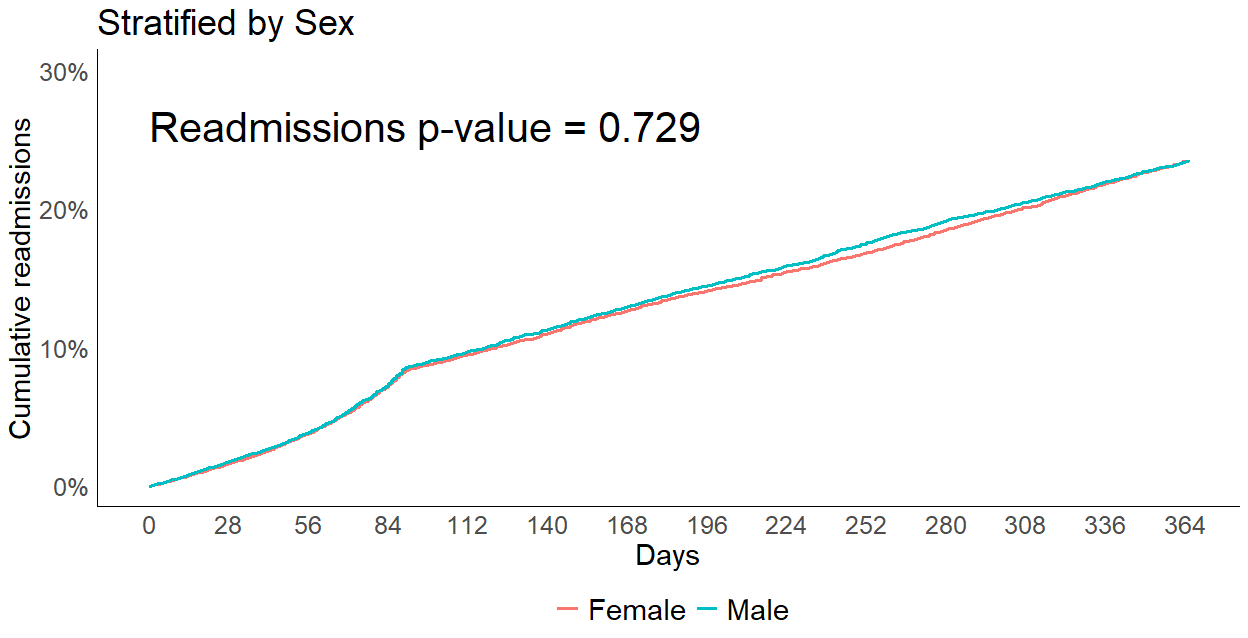 Stratified by Sex
30%
Readmissions p-value = 0.729
20%
10%
0%
Cumulative readmissions
0 28 56 84 112 140 168 196 224 252 280 308 336 364
Days
Female Male